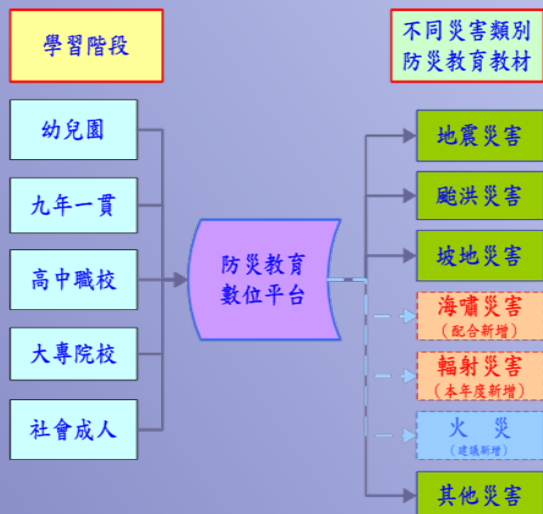 學習階段
不同災害類別
防災教育教材
幼兒園
九年一貫
高中職校
大專院校
社會成人
防災教育
數位平台
地震災害
颱洪災害
坡地災害
海嘯災害
(配合新增)
輻射災害
(本年度新增)
火 災
(建議新增)
其他災害